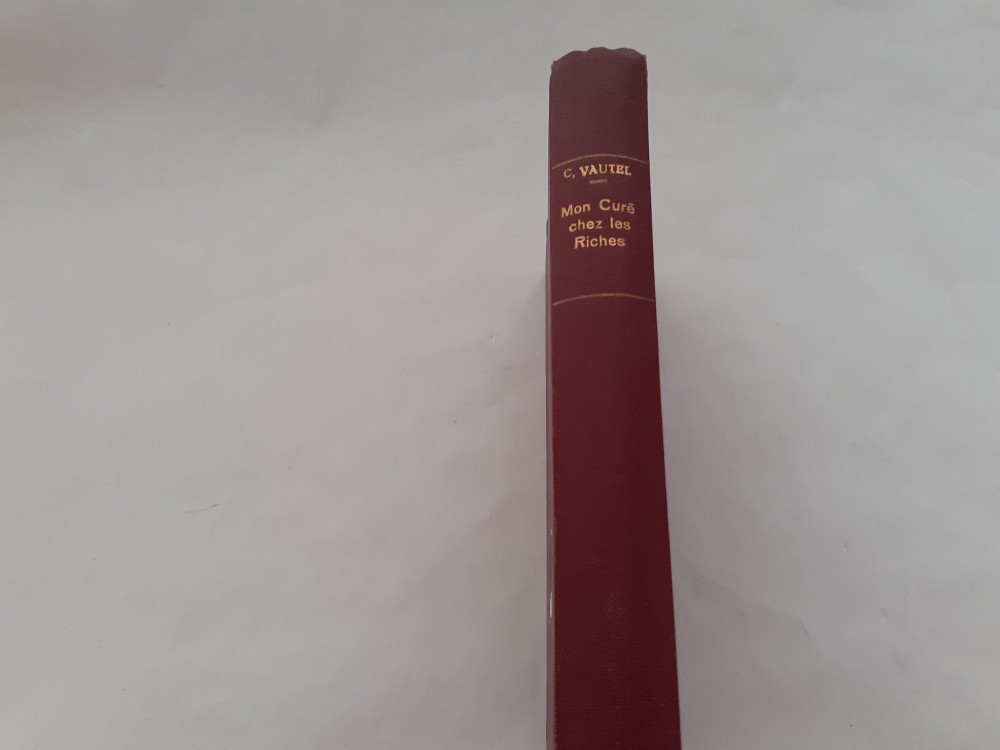 C. VAUTEL
Mon Curé
chez les
Riches